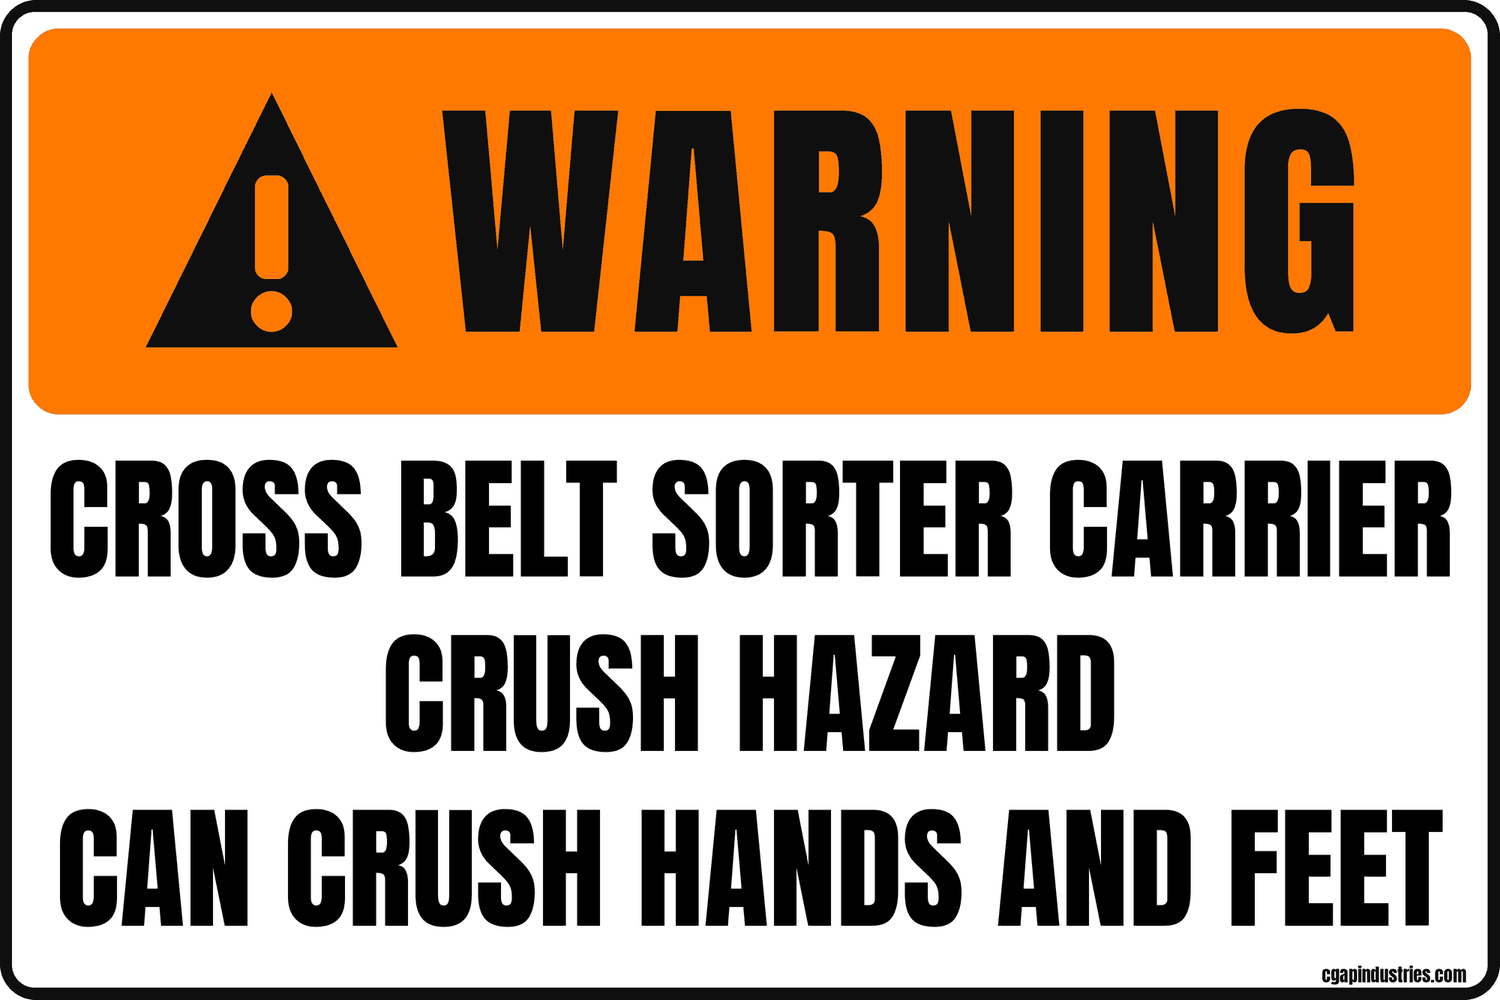 WARNING
CROSS BELT SORTER CARRIER
CRUSH HAZARD
CAN CRUSH HANDS AND FEET
cgapindustries.com